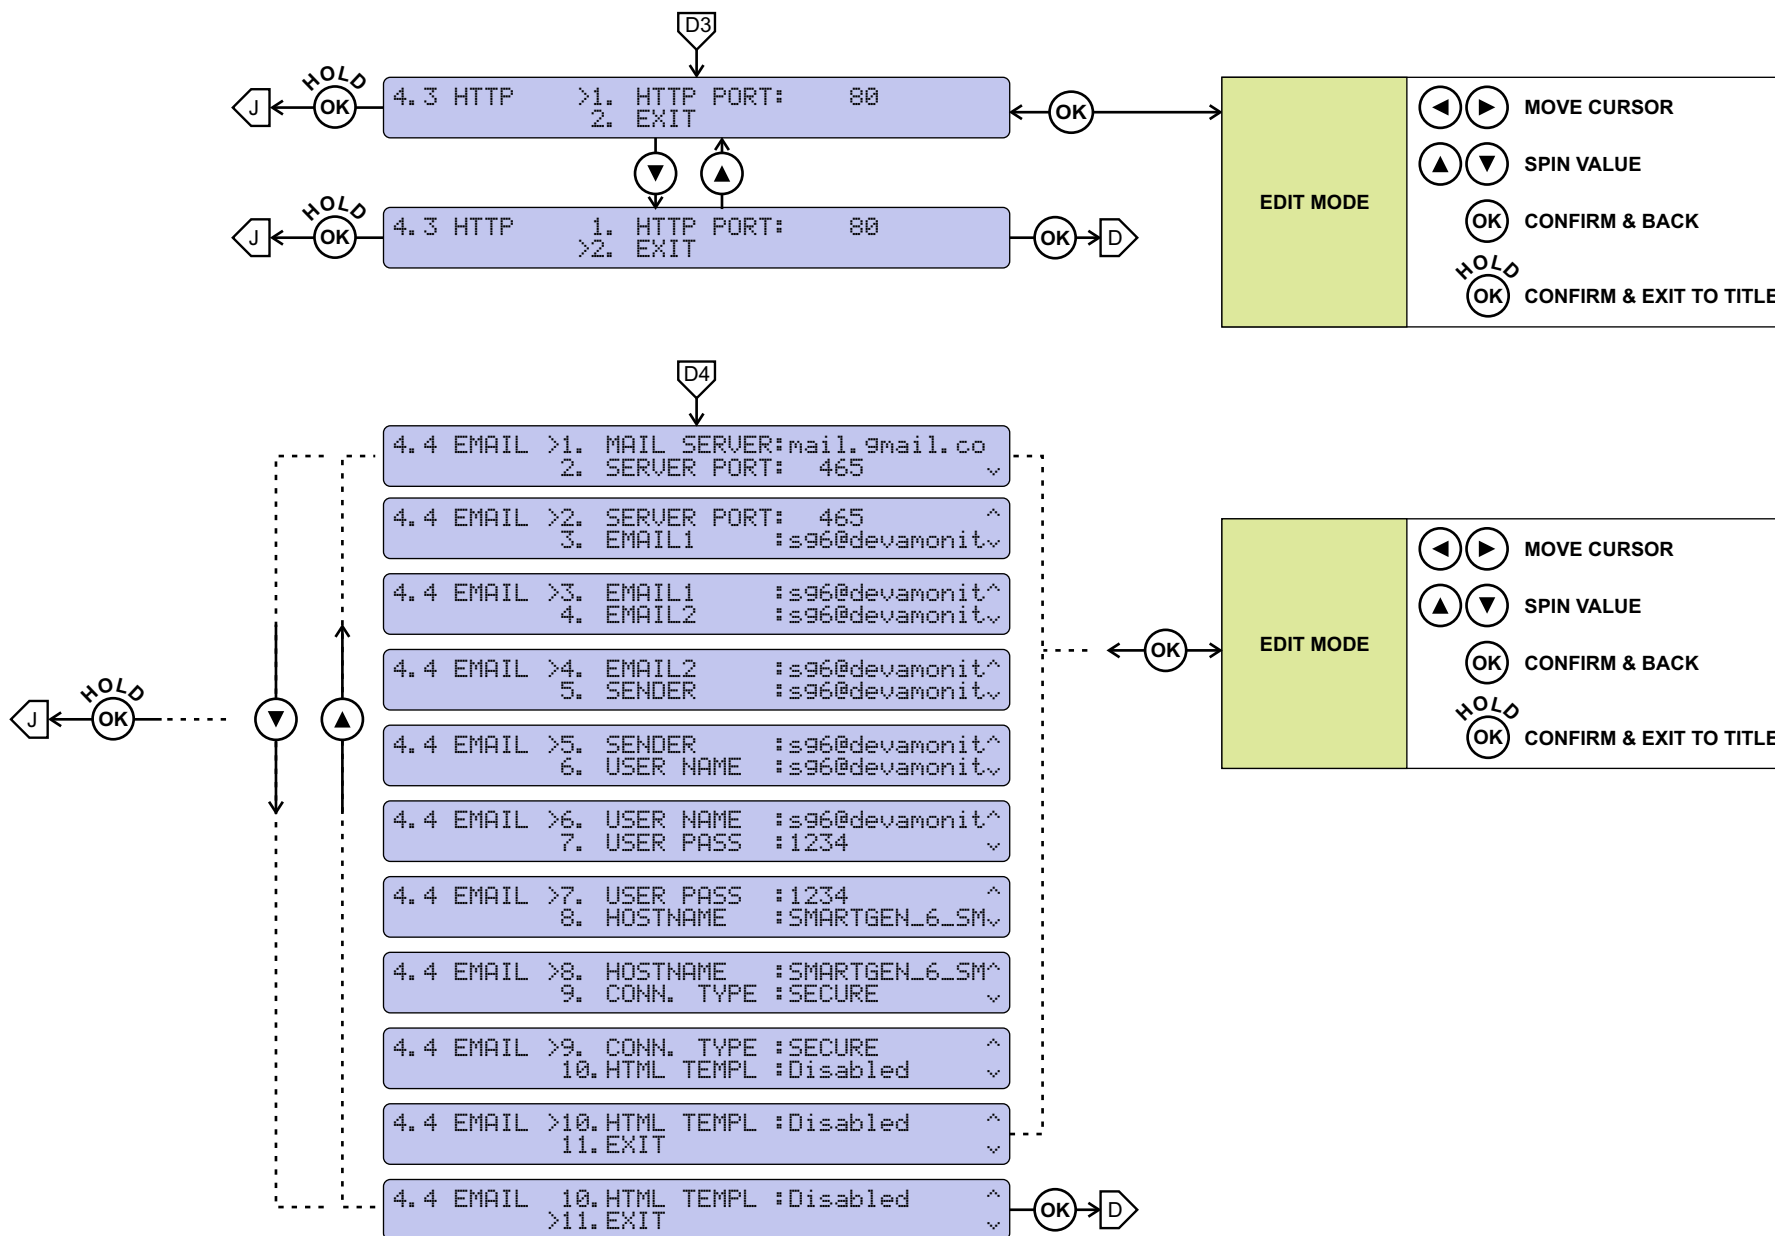 D3
HOLD
J
OK
4.3 HTTP >1. HTTP PORT: 80
2. EXIT
OK
HOLD
J
OK
4.3 HTTP 1. HTTP PORT: 80
>2. EXIT
OK
D
EDIT MODE
MOVE CURSOR
SPIN VALUE
OK CONFIRM & BACK
HOLD
OK CONFIRM & EXIT TO TITLE
D4
4.4 EMAIL >1. MAIL SERVER:mail.gmail.co
2. SERVER PORT: 465
4.4 EMAIL >2. SERVER PORT: 465 ^
3. EMAIL1 :s96@devamonit
4.4 EMAIL >3. EMAIL1 :s96@devamonit^
4. EMAIL2 :s96@devamonit
4.4 EMAIL >4. EMAIL2 :s96@devamonit^
5. SENDER :s96@devamonit
4.4 EMAIL >5. SENDER :s96@devamonit^
6. USER NAME :s96@devamonit
4.4 EMAIL >6. USER NAME :s96@devamonit^
7. USER PASS :1234
4.4 EMAIL >7. USER PASS :1234 ^
8. HOSTNAME :SMARTGEN_6_SM
4.4 EMAIL >8. HOSTNAME :SMARTGEN_6_SM^
9. CONN. TYPE :SECURE
4.4 EMAIL >9. CONN. TYPE :SECURE ^
10.HTML TEMPL :Disabled
4.4 EMAIL >10.HTML TEMPL :Disabled ^
11.EXIT
4.4 EMAIL 10.HTML TEMPL :Disabled ^
>11.EXIT
OK
D
HOLD
J
OK
OK
EDIT MODE
MOVE CURSOR
SPIN VALUE
OK CONFIRM & BACK
HOLD
OK CONFIRM & EXIT TO TITLE